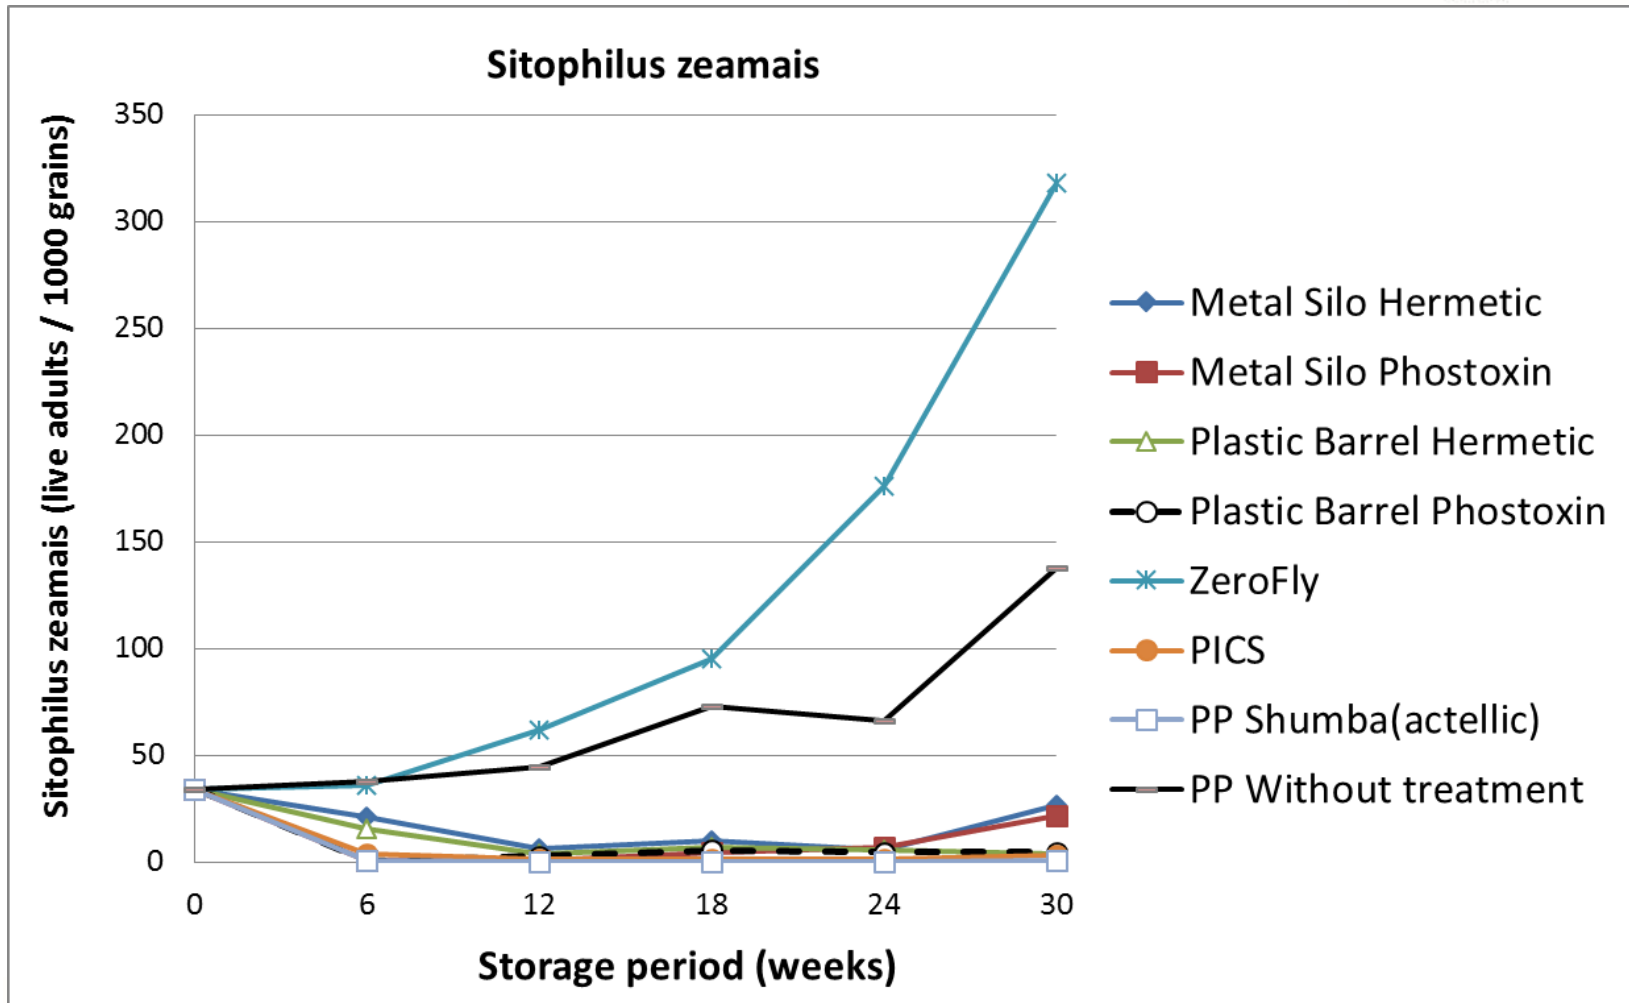 Sitophilus zeamais
Sitophilus zeamais (live adults / 1000 grains)
350
300
250
200
150
100
50
0
0 6 12 18 24 30
Storage period (weeks)
Metal Silo Hermetic
Metal Silo Phostoxin
Plastic Barrel Hermetic
Plastic Barrel Phostoxin
ZeroFly
PICS
PP Shumba(actellic)
PP Without treatment